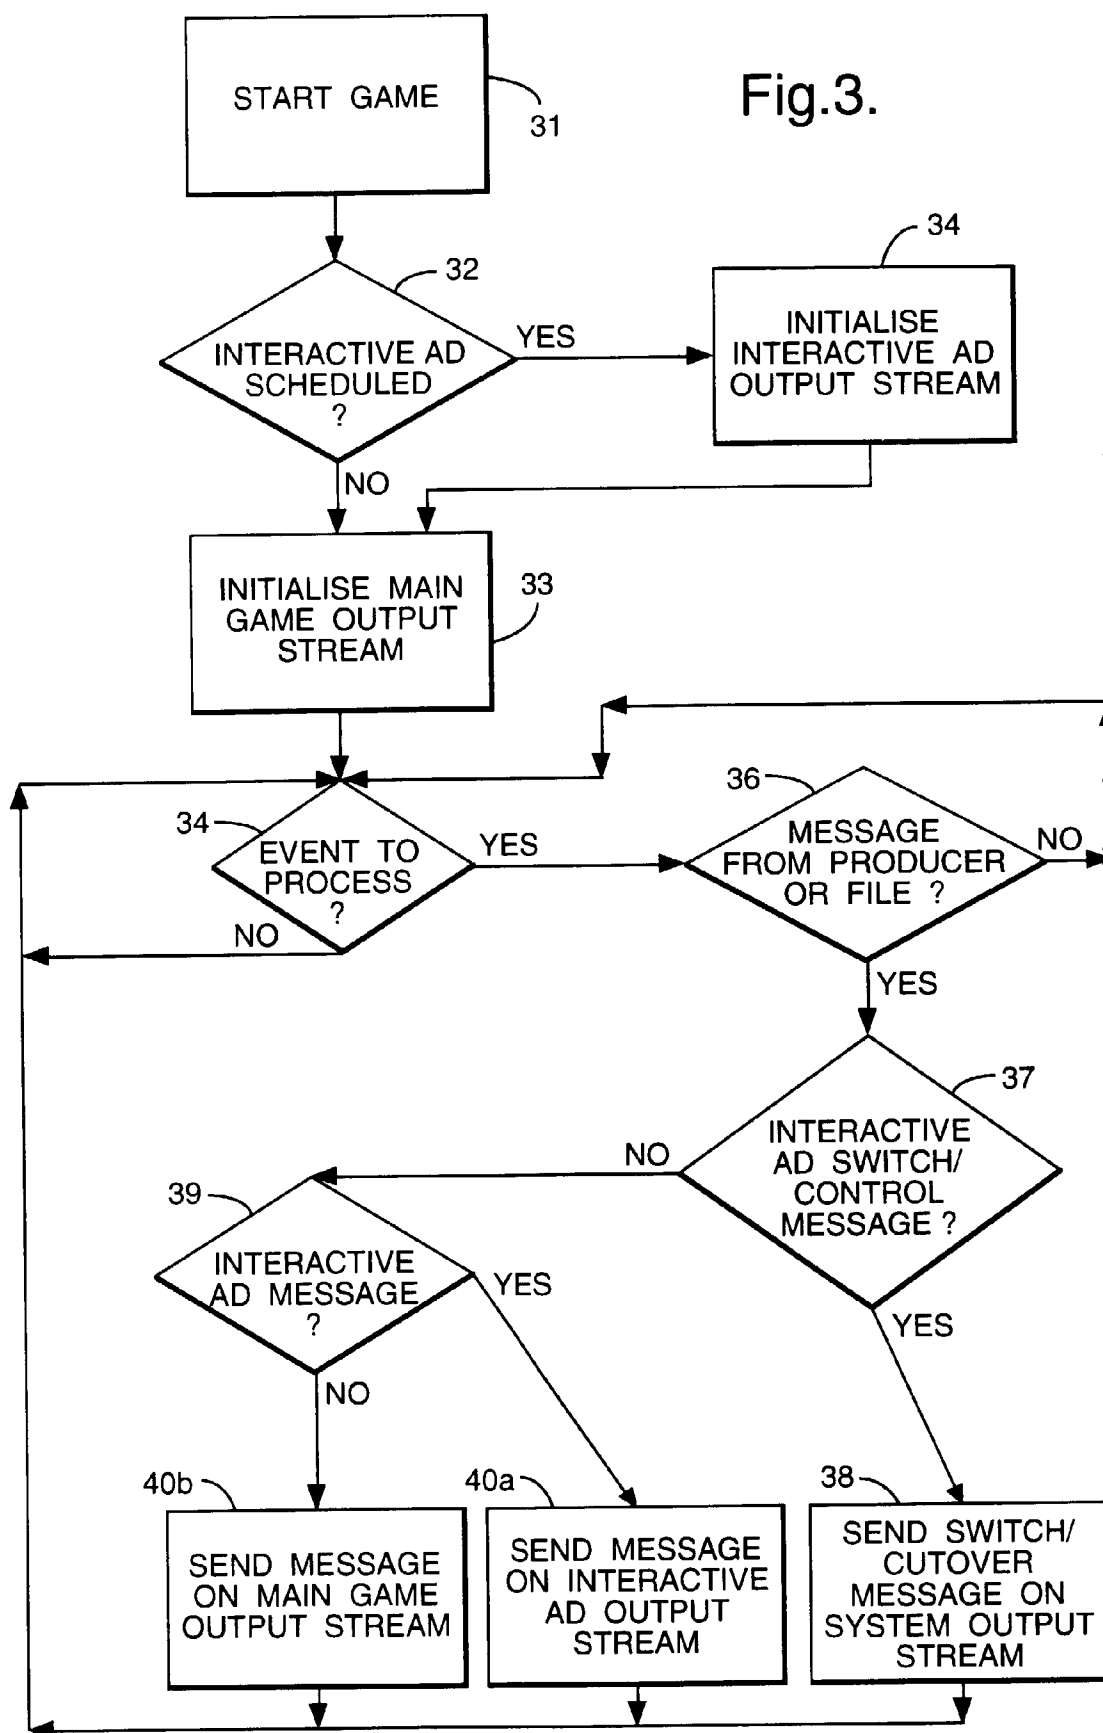 START GAME
31
Fig.3.
32
INTERACTIVE AD
SCHEDULED
?
YES
NO
34
INITIALISE
INTERACTIVE AD
OUTPUT STREAM
INITIALISE MAIN
GAME OUTPUT
STREAM
33
34
EVENT TO
PROCESS
?
YES
NO
36
MESSAGE
FROM PRODUCER
OR FILE ?
NO
YES
37
INTERACTIVE
AD SWITCH/
CONTROL
MESSAGE ?
NO
YES
39
INTERACTIVE
AD MESSAGE
?
YES
NO
40b
SEND MESSAGE
ON MAIN GAME
OUTPUT STREAM
40a
SEND MESSAGE
ON INTERACTIVE
AD OUTPUT
STREAM
38
SEND SWITCH/
CUTOVER
MESSAGE ON
SYSTEM OUTPUT
STREAM